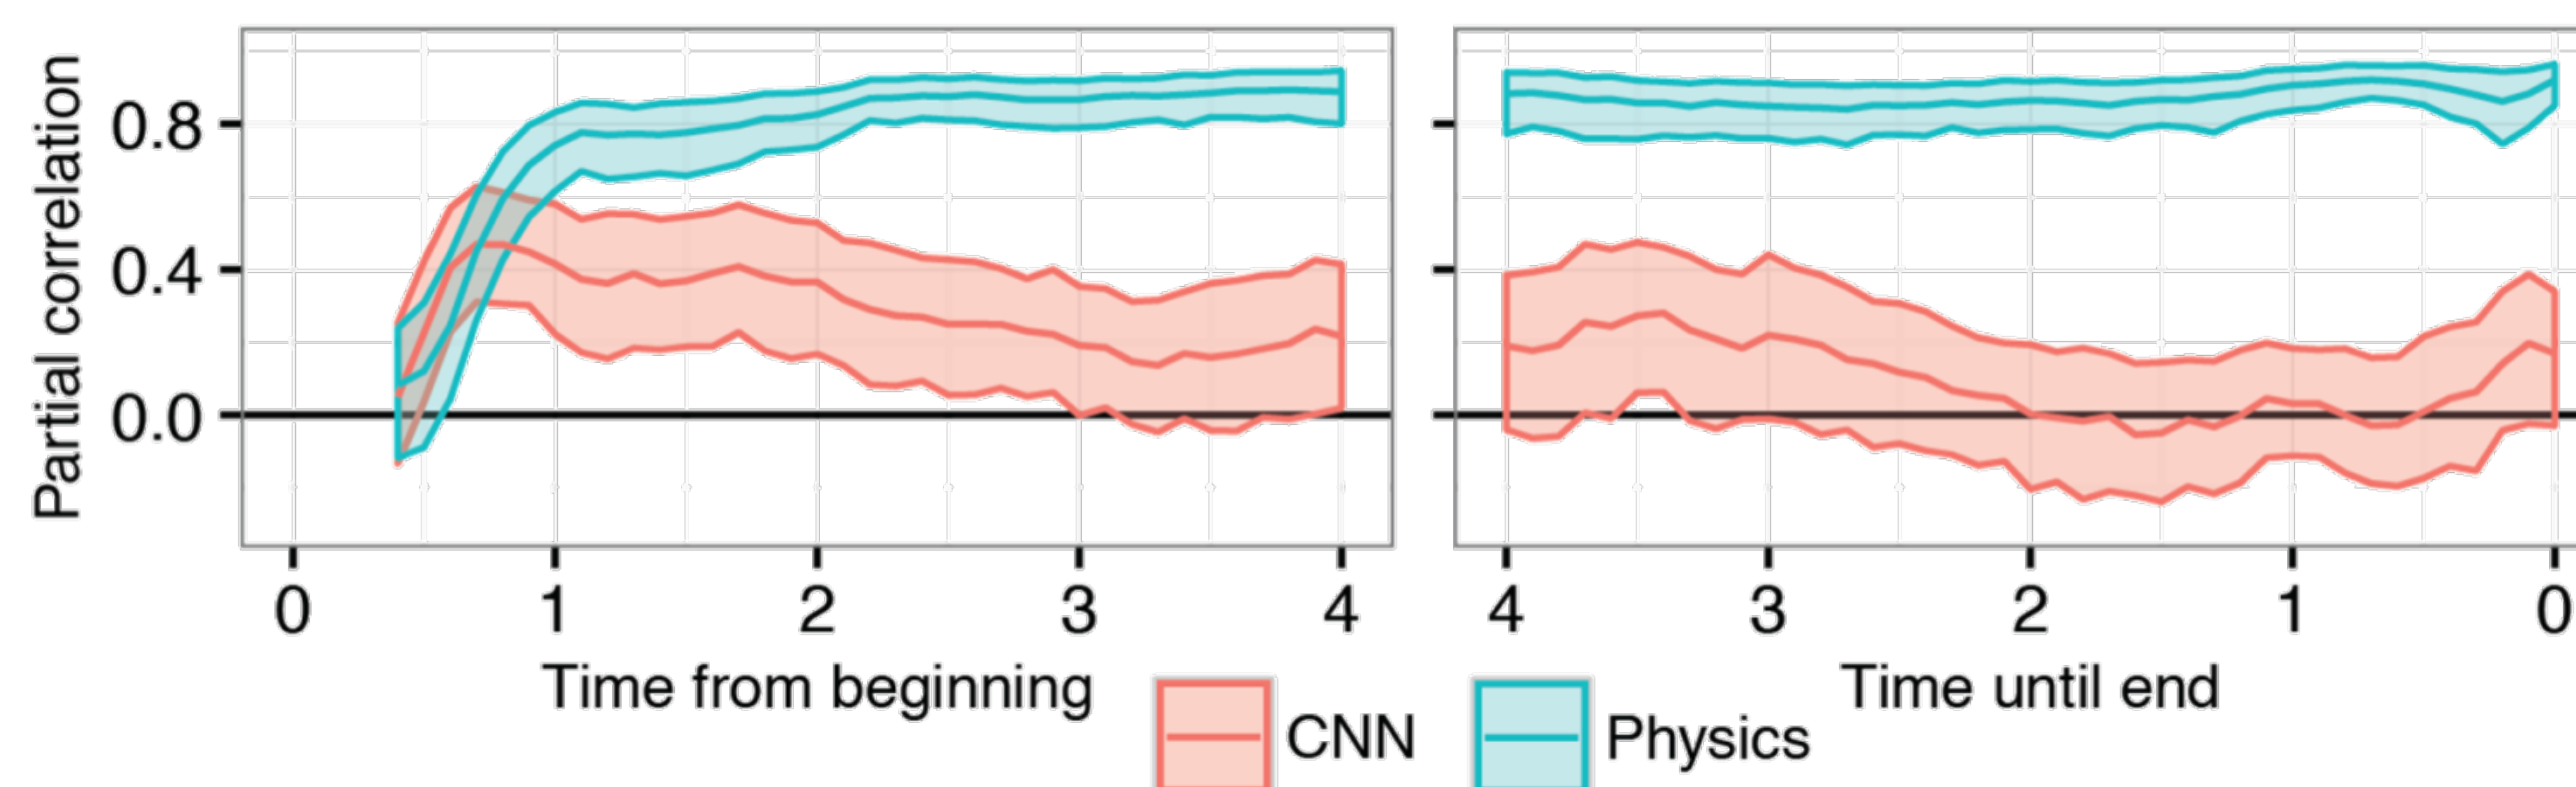 Partial correlation
0.8
0.4
0.0
0 1 2 3 4
4 3 2 1 0
Time from beginning
Time until end
CNN
Physics